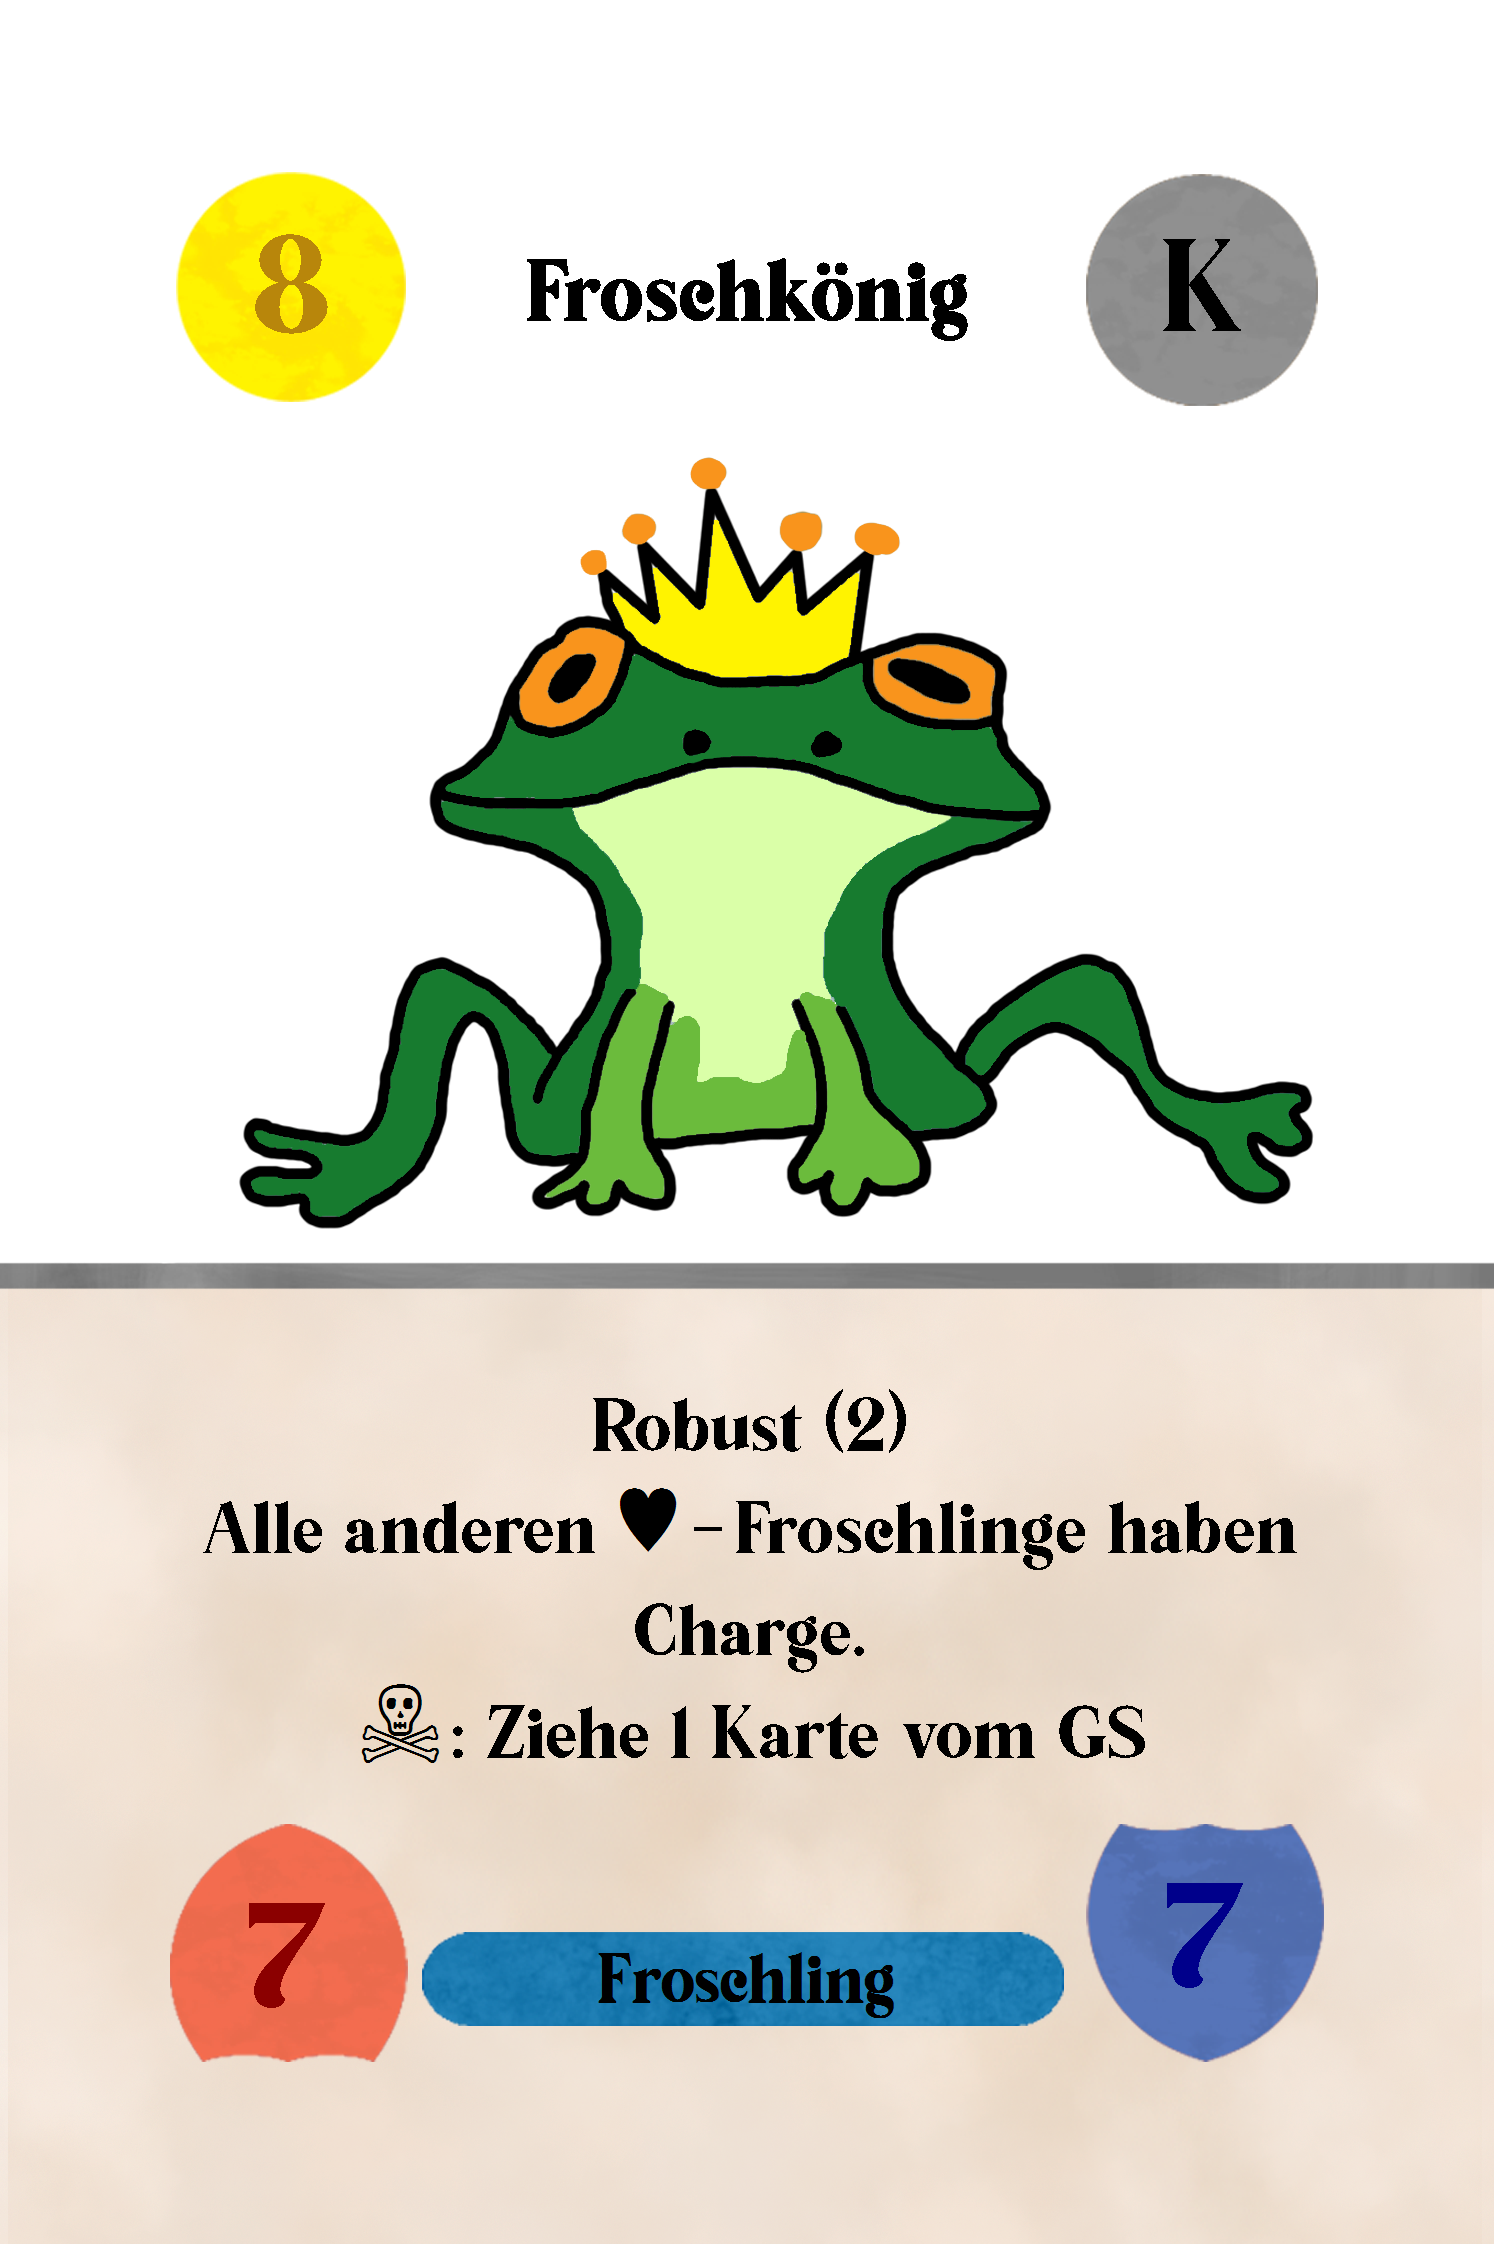 8 Froschkönig K
Robust (2)
Alle anderen ♥ - Froschlinge haben
Charge.
☠: Ziehe 1 Karte vom GS
7 Froschling 7